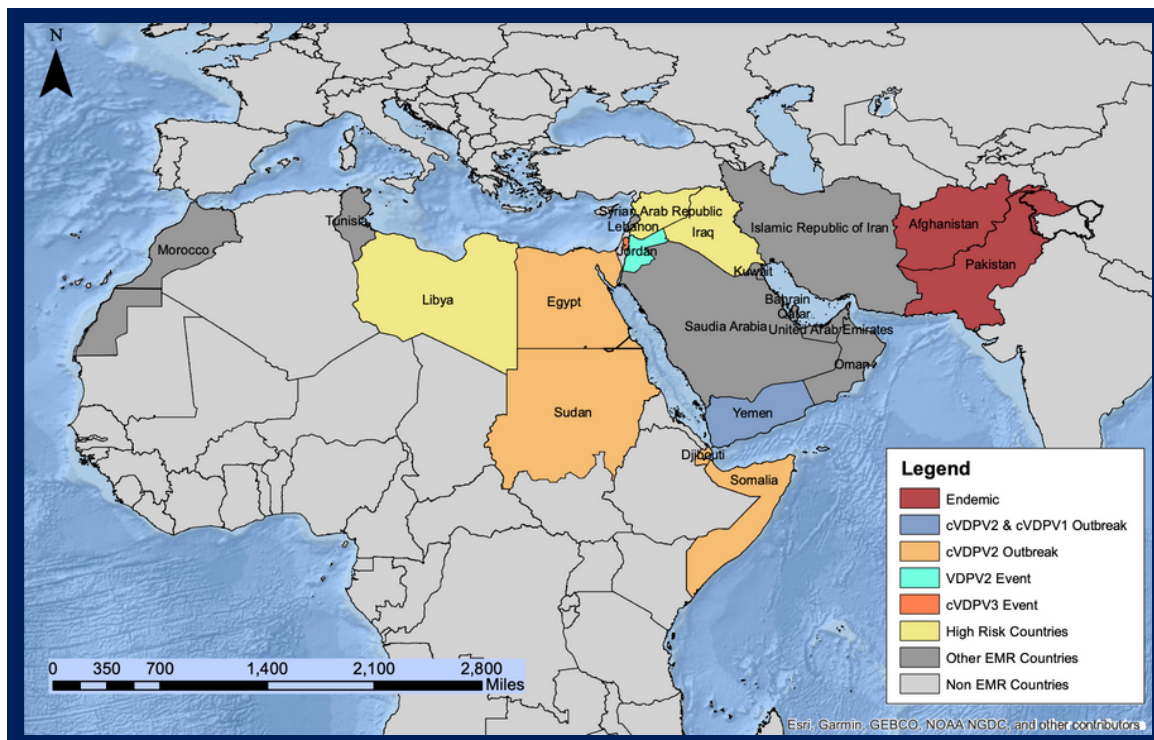 N
Tunisia
Morocco
Libya
Egypt
Sudan
Syrian Arab Republic
Lebanon
Iraq
Jordan
Islamic Republic of Iran
Afghanistan
Pakistan
Kuwait
Bahrain
Qatar
Saudi Arabia
United Arab Emirates
Oman
Yemen
Djibouti
Somalia
Legend
Endemic
cVDPV2 & cVDPV1 Outbreak
cVDPV2 Outbreak
VDPV2 Event
cVDPV3 Event
High Risk Countries
Other EMR Countries
Non EMR Countries
0 350 700 1,400 2,100 2,800
Miles
Esri, Garmin, GEBCO, NOAA NGDC, and other contributors